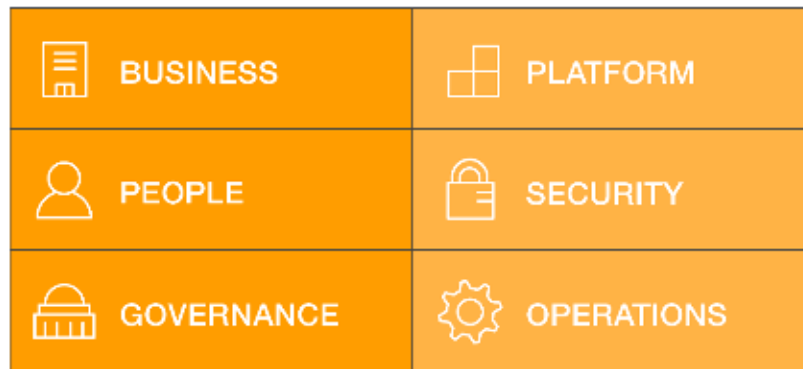 BUSINESS
PLATFORM
PEOPLE
SECURITY
GOVERNANCE
OPERATIONS